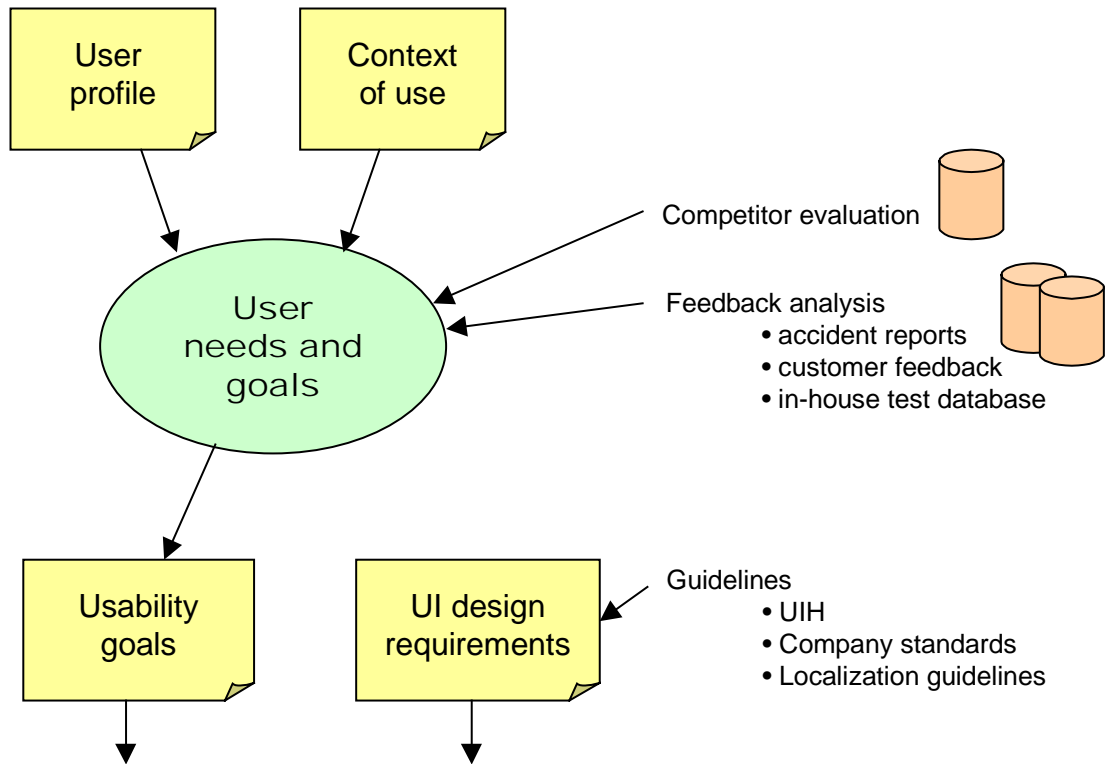 User
profile
Context
of use
Competitor evaluation
Feedback analysis
• accident reports
• customer feedback
• in-house test database
User
needs and
goals
Usability
goals
UI design
requirements
Guidelines
• UIH
• Company standards
• Localization guidelines